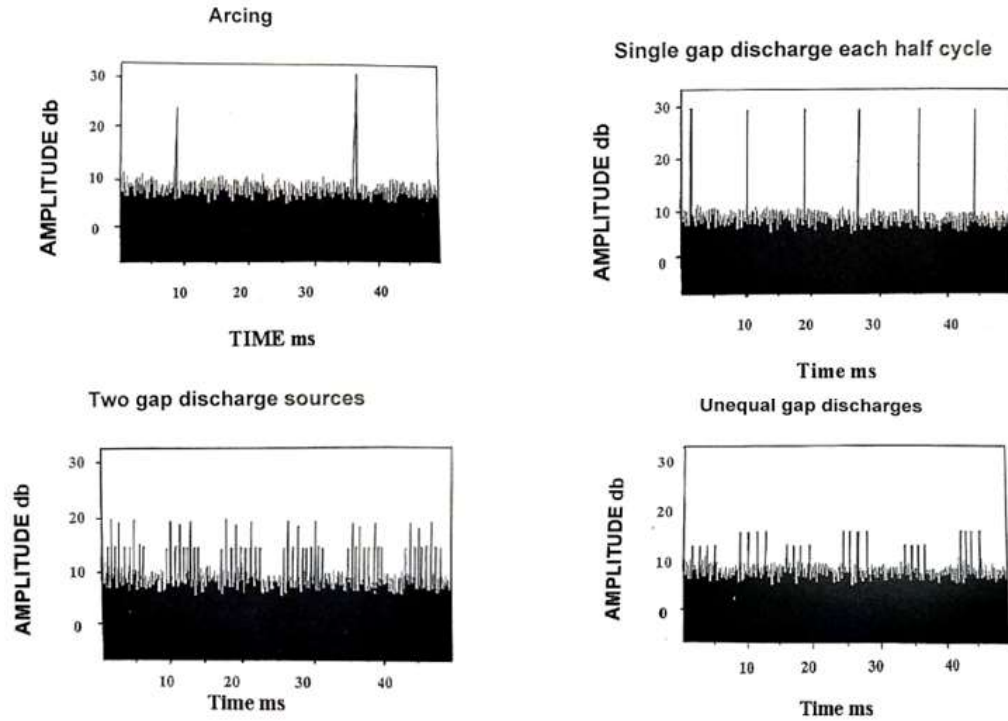 Arcing
AMPLITUDE db
30
20
10
0
10 20 30 40
TIME ms
Single gap discharge each half cycle
AMPLITUDE db
30
20
10
0
10 20 30 40
Time ms
Two gap discharge sources
AMPLITUDE db
30
20
10
0
10 20 30 40
Time ms
Unequal gap discharges
AMPLITUDE db
30
20
10
0
10 20 30 40
Time ms